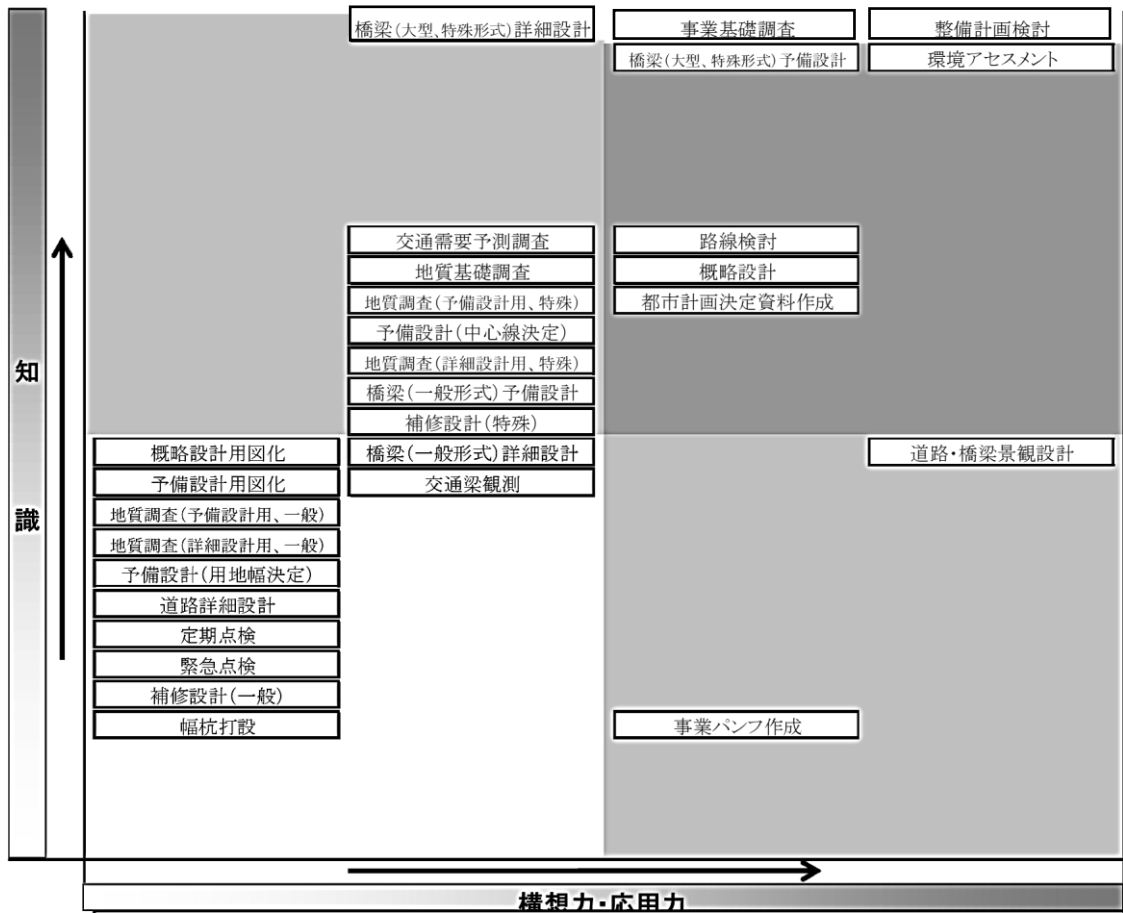 橋梁(大型、特殊形式)詳細設計
事業基礎調査
整備計画検討
橋梁(大型、特殊形式)予備設計
環境アセスメント
交通需要予測調査
路線検討
地質基礎調査
概略設計
地質調査(予備設計用、特殊)
都市計画決定資料作成
予備設計(中心線決定)
地質調査(詳細設計用、特殊)
橋梁(一般形式)予備設計
補修設計(特殊)
概略設計用図化
橋梁(一般形式)詳細設計
道路・橋梁景観設計
予備設計用図化
交通梁観測
地質調査(予備設計用、一般)
地質調査(詳細設計用、一般)
予備設計(用地幅決定)
道路詳細設計
定期点検
緊急点検
補修設計(一般)
幅杭打設
事業パンフ作成
知識
構想力・応用力